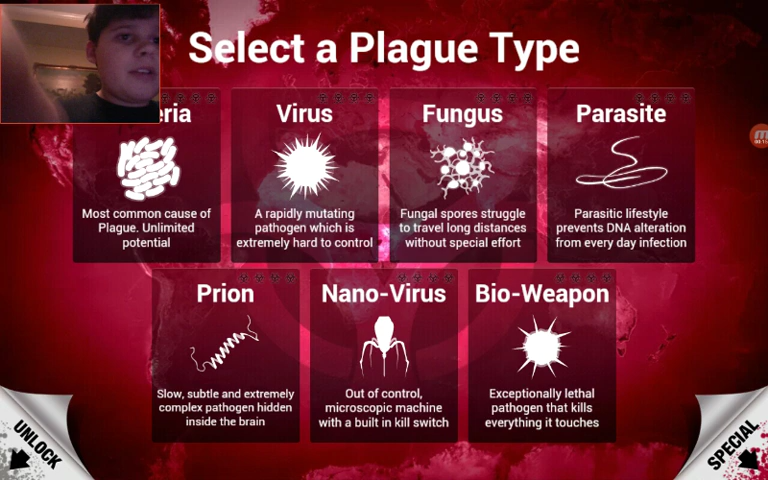 Select a Plague Type
eria
Virus
Fungus
Parasite
Most common cause of
Plague. Unlimited
potential
A rapidly mutating
pathogen which is
extremely hard to control
Fungal spores struggle
to travel long distances
without special effort
Parasitic lifestyle
prevents DNA alteration
from every day infection
Prion
Nano-Virus
Bio-Weapon
Slow, subtle and extremely
complex pathogen hidden
inside the brain
Out of control,
microscopic machine
with a built in kill switch
Exceptionally lethal
pathogen that kills
everything it touches
UNLOCK
SPECIAL